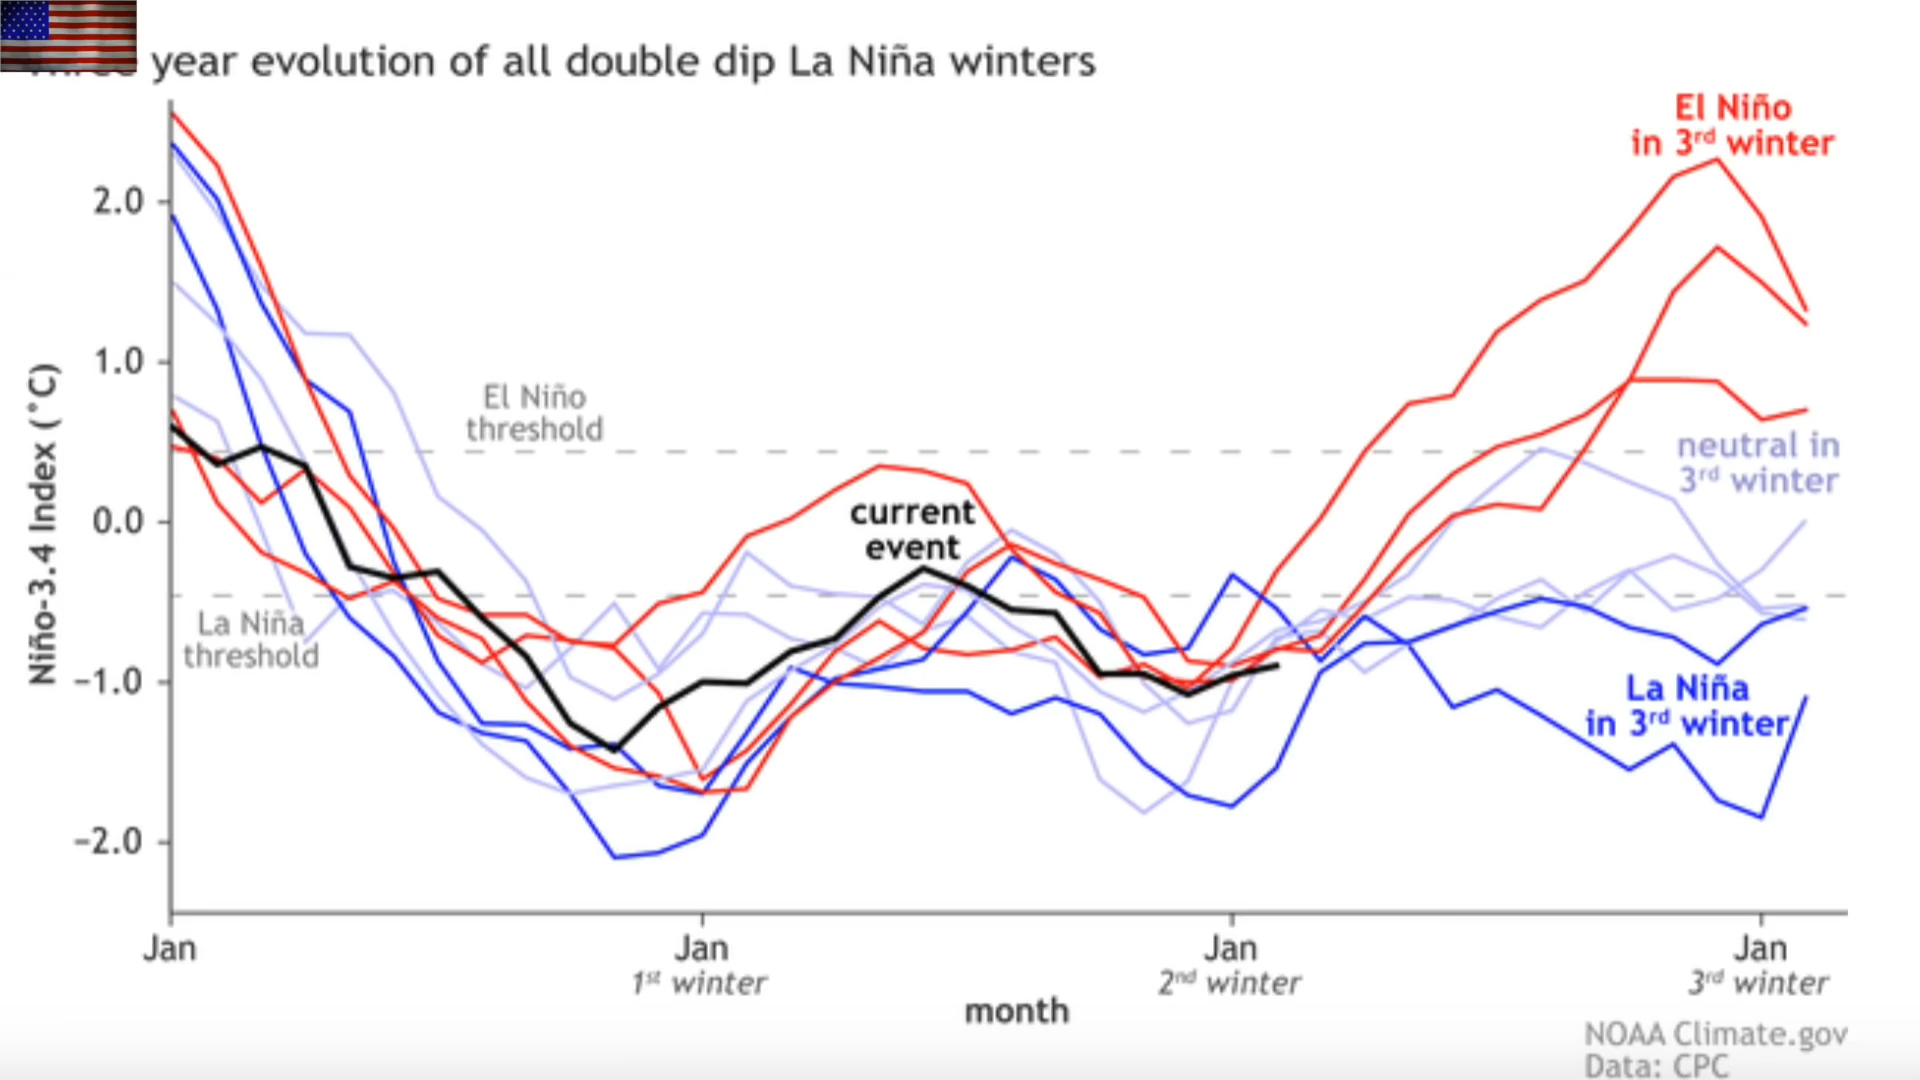 year evolution of all double dip La Niña winters
El Niño
in 3rd winter
2.0
1.0
El Niño
threshold
neutral in
3rd winter
current
event
0.0
Niño-3.4 Index (˚C)
La Niña
threshold
−1.0
La Niña
in 3rd winter
−2.0
Jan
Jan
Jan
Jan
1st winter
2nd winter
3rd winter
month
NOAA Climate.gov
Data: CPC